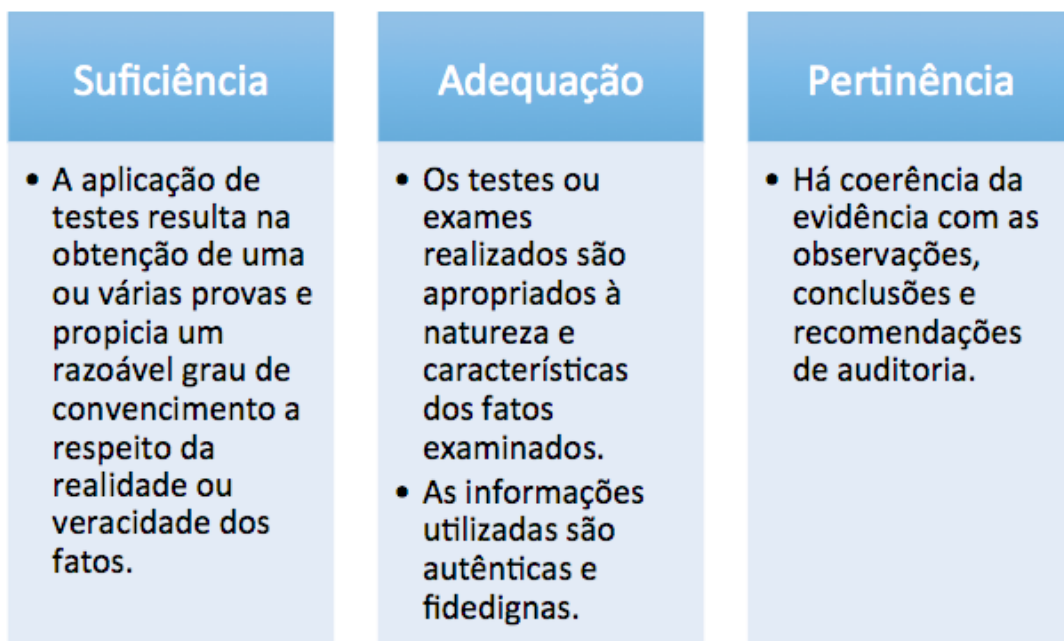 Suficiência
• A aplicação de
testes resulta na
obtenção de uma
ou várias provas e
propicia um
razoável grau de
convencimento a
respeito da
realidade ou
veracidade dos
fatos.
Adequação
• Os testes ou
exames
realizados são
apropriados à
natureza e
características
dos fatos
examinados.
• As informações
utilizadas são
autênticas e
fidedignas.
Pertinência
• Há coerência da
evidência com as
observações,
conclusões e
recomendações
de auditoria.